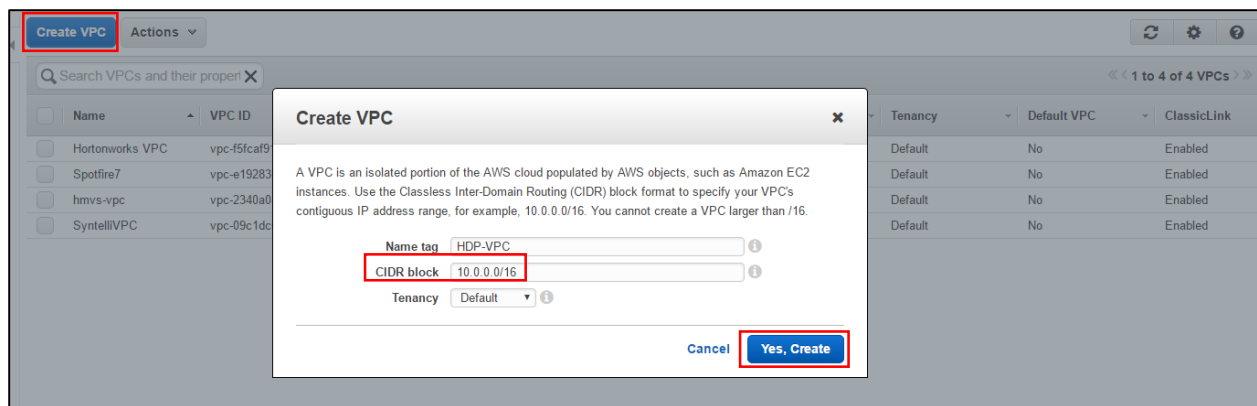 Create VPC Actions
Search VPCs and their propert
1 to 4 of 4 VPCs
Name VPC ID Tenancy Default VPC ClassicLink
Hortonworks VPC vpc-f5fcaf9 Default No Enabled
Spotfire7 vpc-e19283 Default No Enabled
hmvs-vpc vpc-2340a0 Default No Enabled
SyntelliVPC vpc-09c1dc Default No Enabled
Create VPC
A VPC is an isolated portion of the AWS cloud populated by AWS objects, such as Amazon EC2
instances. Use the Classless Inter-Domain Routing (CIDR) block format to specify your VPC's
contiguous IP address range, for example, 10.0.0.0/16. You cannot create a VPC larger than /16.
Name tag HDP-VPC
CIDR block 10.0.0.0/16
Tenancy Default
Cancel Yes, Create